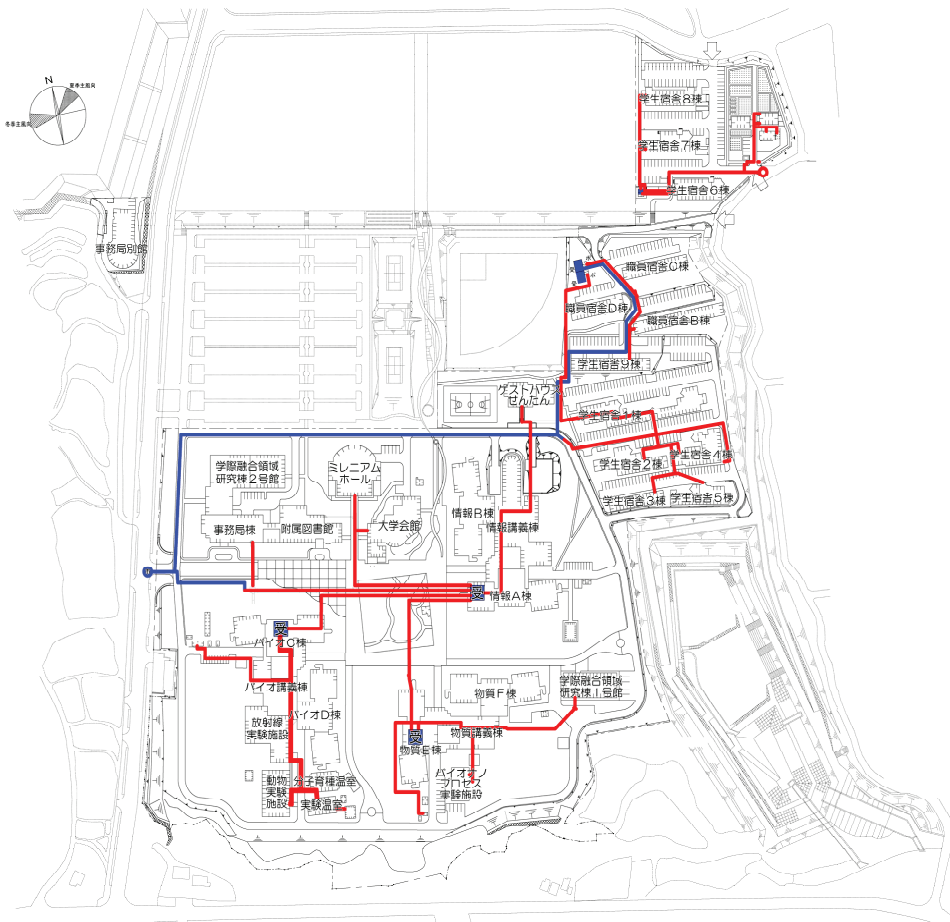 N
夏季主風向
冬季主風向
学生宿舎8棟
学生宿舎7棟
学生宿舎6棟
事務局別館
職員宿舎C棟
職員宿舎D棟
職員宿舎B棟
学生宿舎9棟
ゲストハウス
せんたん
学生宿舎1棟
学生宿舎2棟
学生宿舎4棟
学生宿舎3棟
学生宿舎5棟
学際融合領域
研究棟2号館
ミレニアム
ホール
事務局棟
附属図書館
大学会館
情報B棟
情報講義棟
受
情報A棟
受
バイオC棟
バイオ講義棟
バイオD棟
放射線
実験施設
物質F棟
学際融合領域
研究棟1号館
受
物質E棟
物質講義棟
バイオナノ
プロセス
実験施設
動物
実験
施設
分子育種温室
実験温室